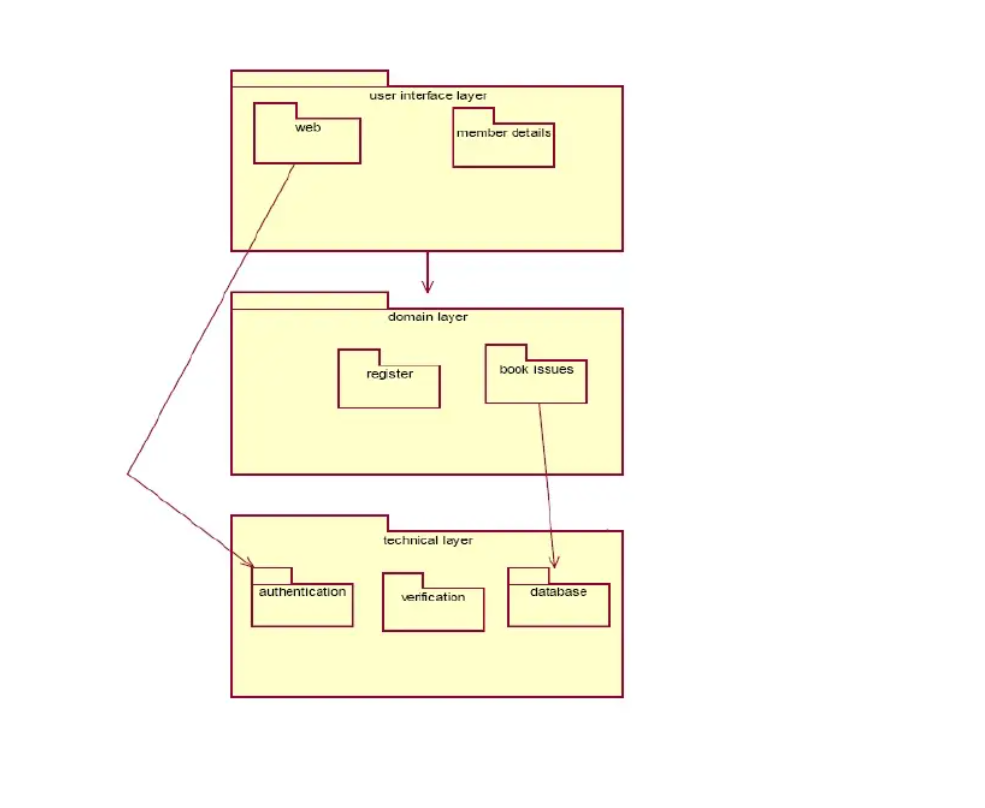 user interface layer
web
member details
domain layer
register
book issues
technical layer
authentication
verification
database